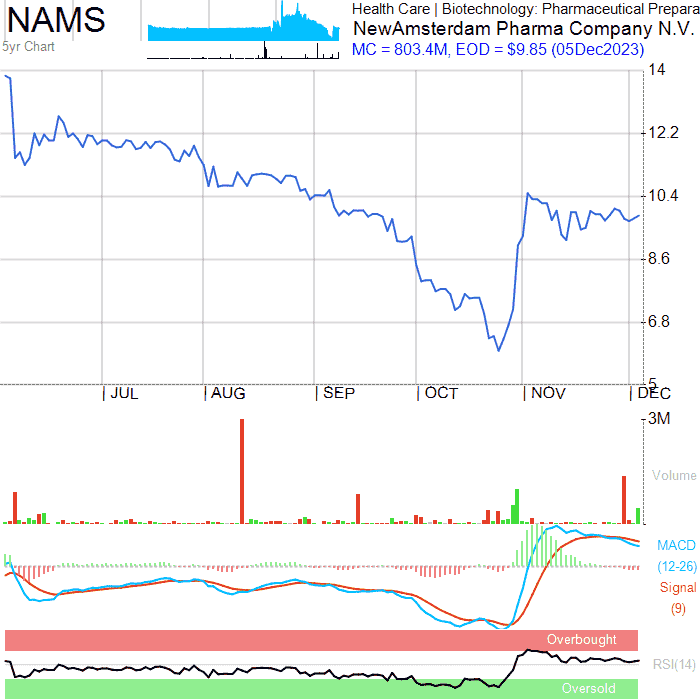 NAMS
5yr Chart
Health Care | Biotechnology: Pharmaceutical Prepara
NewAmsterdam Pharma Company N.V.
MC = 803.4M, EOD = $9.85 (05Dec2023)
14
12.2
10.4
8.6
6.8
5
JUL AUG SEP OCT NOV DEC
3M
Volume
MACD
(12-26)
Signal
(9)
Overbought
RSI(14)
Oversold